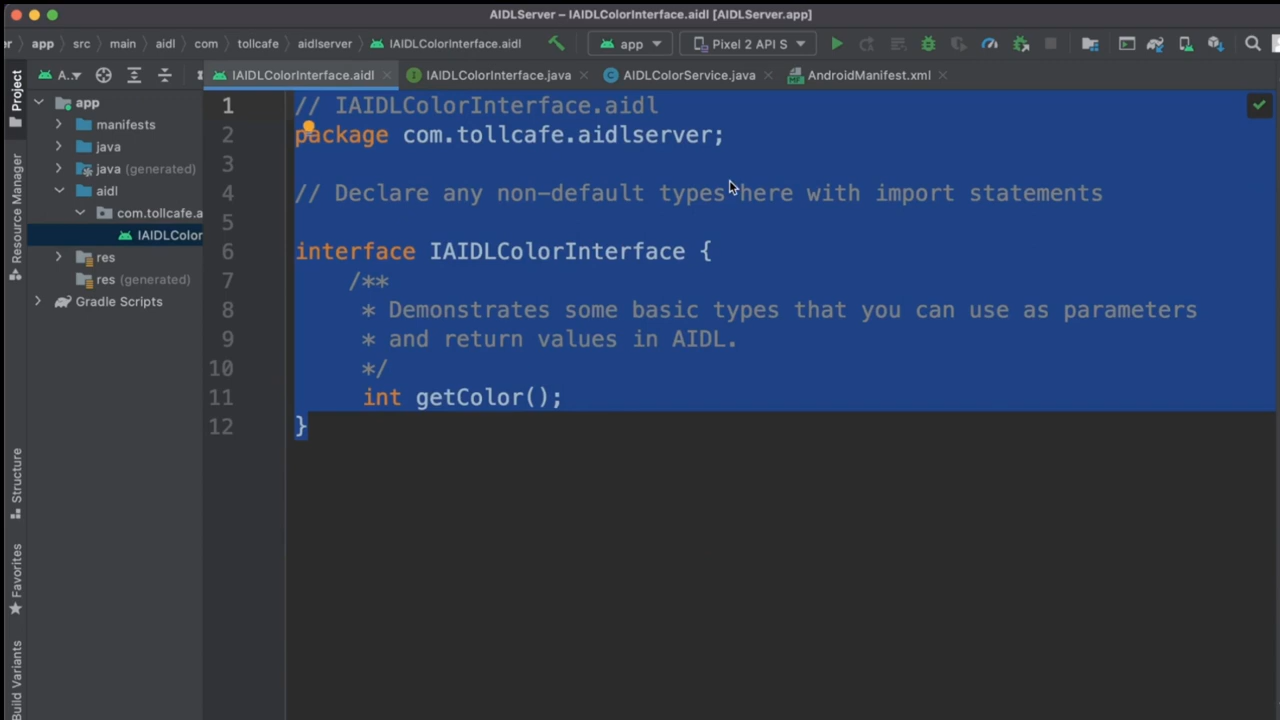 AIDLServer – IAIDLColorInterface.aidl [AIDLServer.app]
app src main aidl com tollcafe aidlserver IAIDLColorInterface.aidl app Pixel 2 API S
Project
A.. IAIDLColorInterface.aidl IAIDLColorInterface.java AIDLColorService.java AndroidManifest.xml
app
manifests
java
java (generated)
aidl
com.tollcafe.a
IAIDLColor
res
res (generated)
Gradle Scripts
Resource Manager
Structure
Favorites
Build Variants
1 // IAIDLColorInterface.aidl
2 package com.tollcafe.aidlserver;
3
4 // Declare any non-default types here with import statements
5
6 interface IAIDLColorInterface {
7 /**
8 * Demonstrates some basic types that you can use as parameters
9 * and return values in AIDL.
10 */
11 int getColor();
12 }